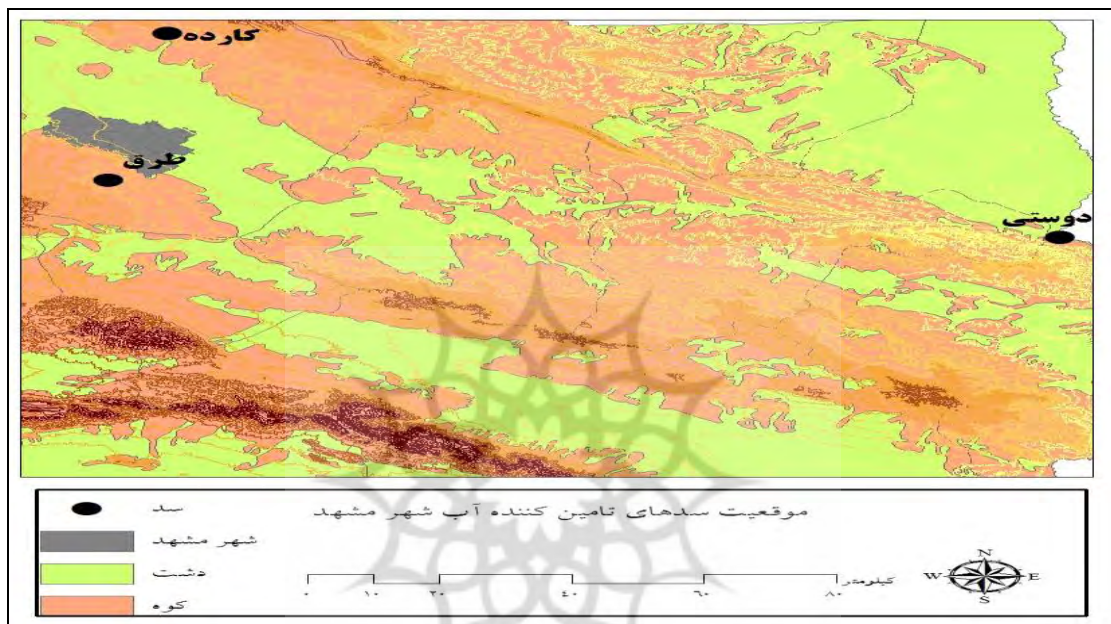 کارده
طرق
دوستی
موقعیت سدهای تامین کننده آب شهر مشهد
سد
شهر مشهد
دشت
کوه
کیلومتر
۰ ۱۰ ۲۰ ۴۰ ۶۰ ۸۰
N
W E
S